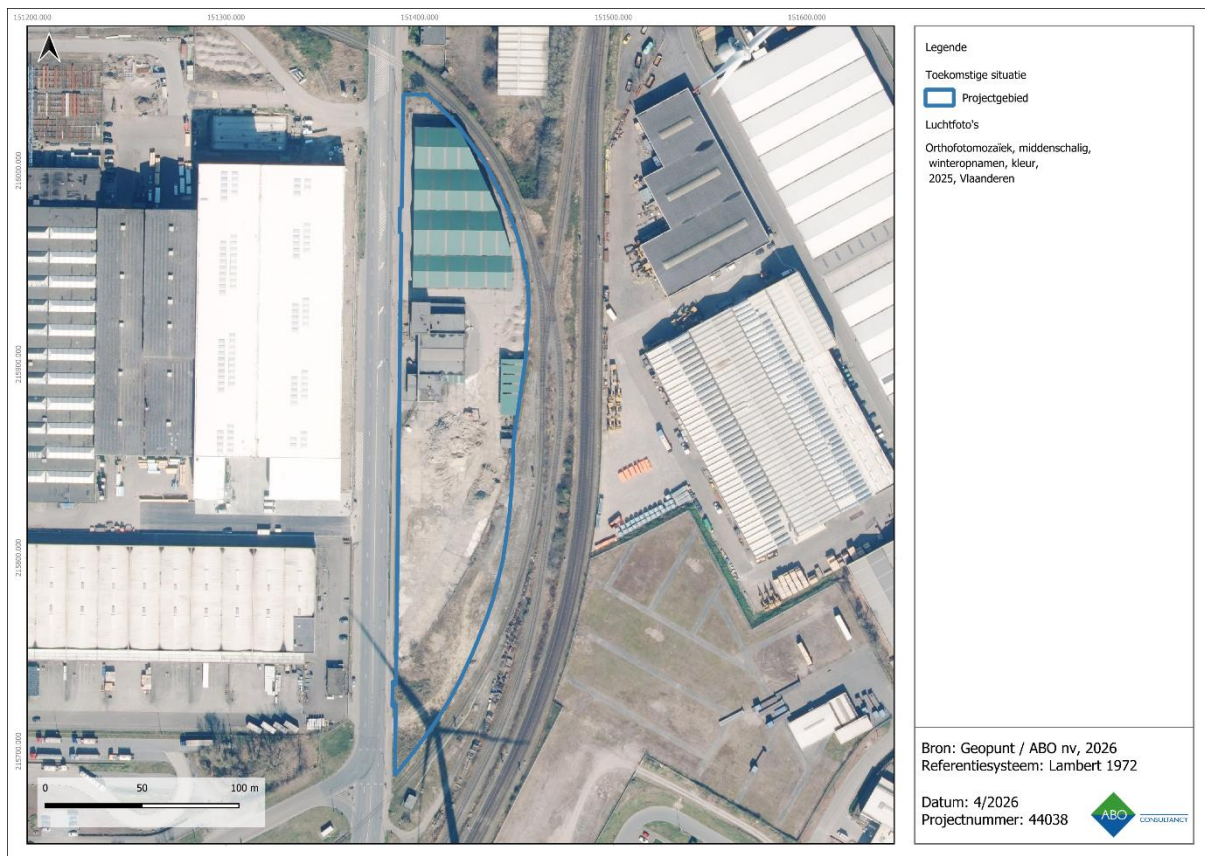 151200.000 151300.000 151400.000 151500.000 151600.000
216000.000
215900.000
215800.000
215700.000
0 50 100 m
Legende
Toekomstige situatie
Projectgebied
Luchtfoto's
Orthofotomozaïek, middenschalig,
winteropnamen, kleur,
2025, Vlaanderen
Bron: Geopunt / ABO nv, 2026
Referentiesysteem: Lambert 1972
Datum: 4/2026
Projectnummer: 44038
ABO
CONSULTANCY